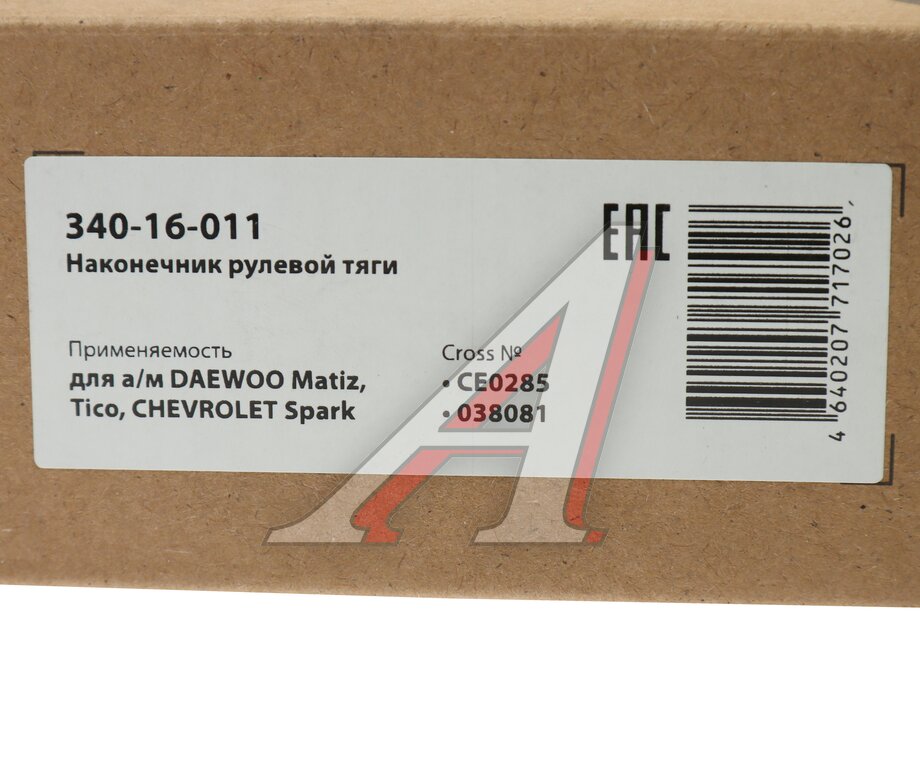 340-16-011
Наконечник рулевой тяги
EAC
Применяемость
для а/м DAEWOO Matiz,
Tico, CHEVROLET Spark
Cross №
• CE0285
• 038081
4 640207 717026
A